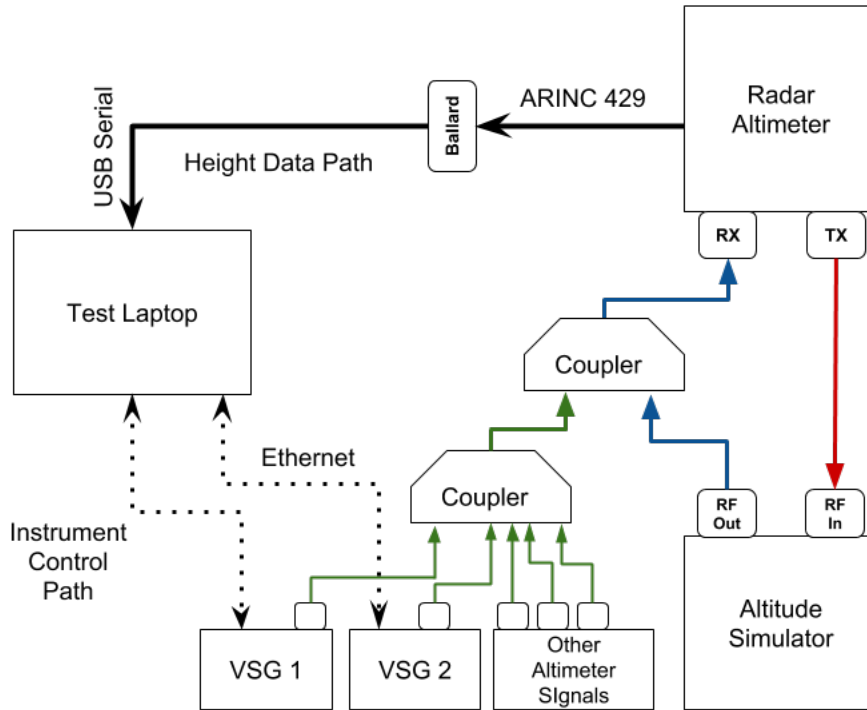 Radar
Altimeter
ARINC 429
Ballard
USB Serial
Height Data Path
RX
TX
Test Laptop
Coupler
Ethernet
Coupler
RF
Out
RF
In
Instrument
Control
Path
Altitude
Simulator
VSG 1
VSG 2
Other
Altimeter
SIgnals